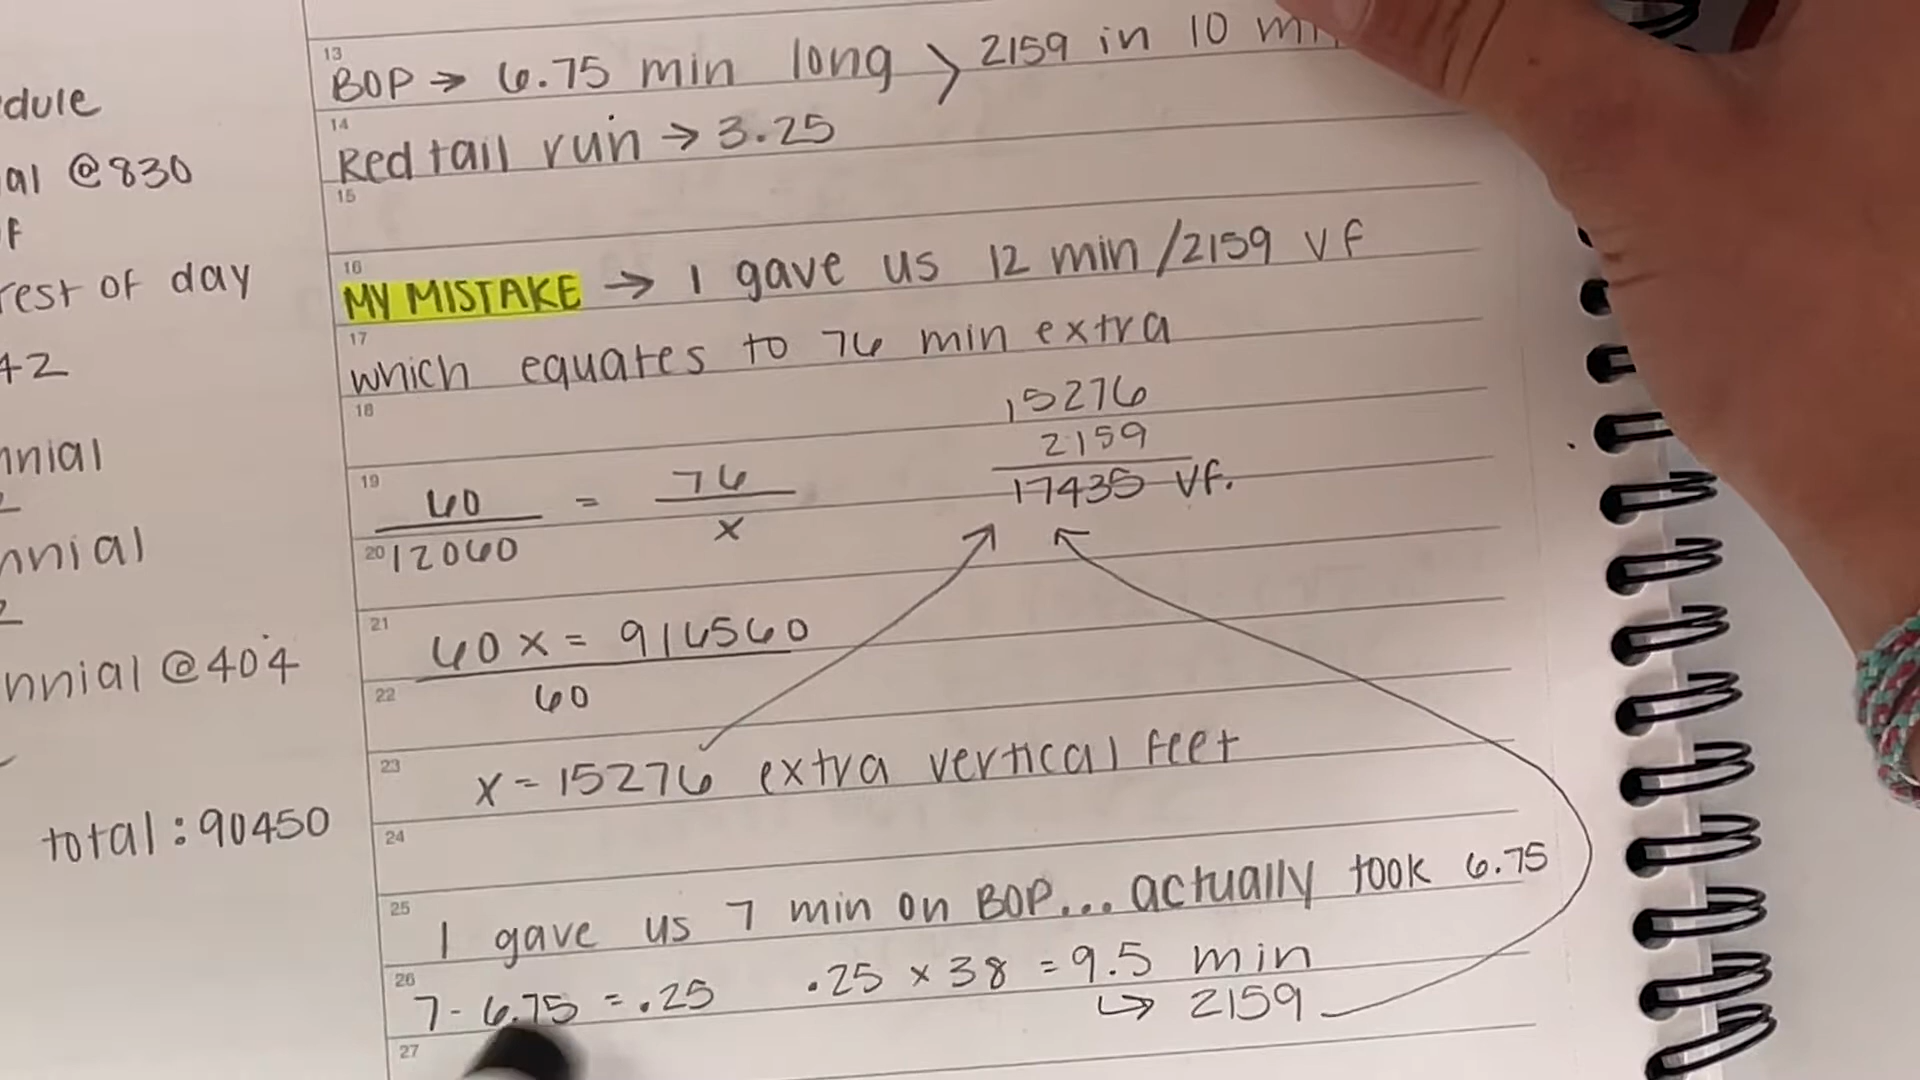 dule
al @830
f
rest of day
42
nnial
2
nnial
2
nnial @404
total: 90450
13
BOP → 6.75 min long > 2159 in 10
14
Red tail run → 3.25
15
16
MY MISTAKE → I gave us 12 min /2159 vf
17
which equates to 76 min extra
18
15276
2159
17435 vf.
19
60 = 76
20
12060 x
21
60x = 916560
22
60
23
x = 15276 extra vertical feet
24
25
I gave us 7 min on BOP... actually took 6.75
26
7 - 6.75 = .25 .25 x 38 = 9.5 min
↳ 2159
27